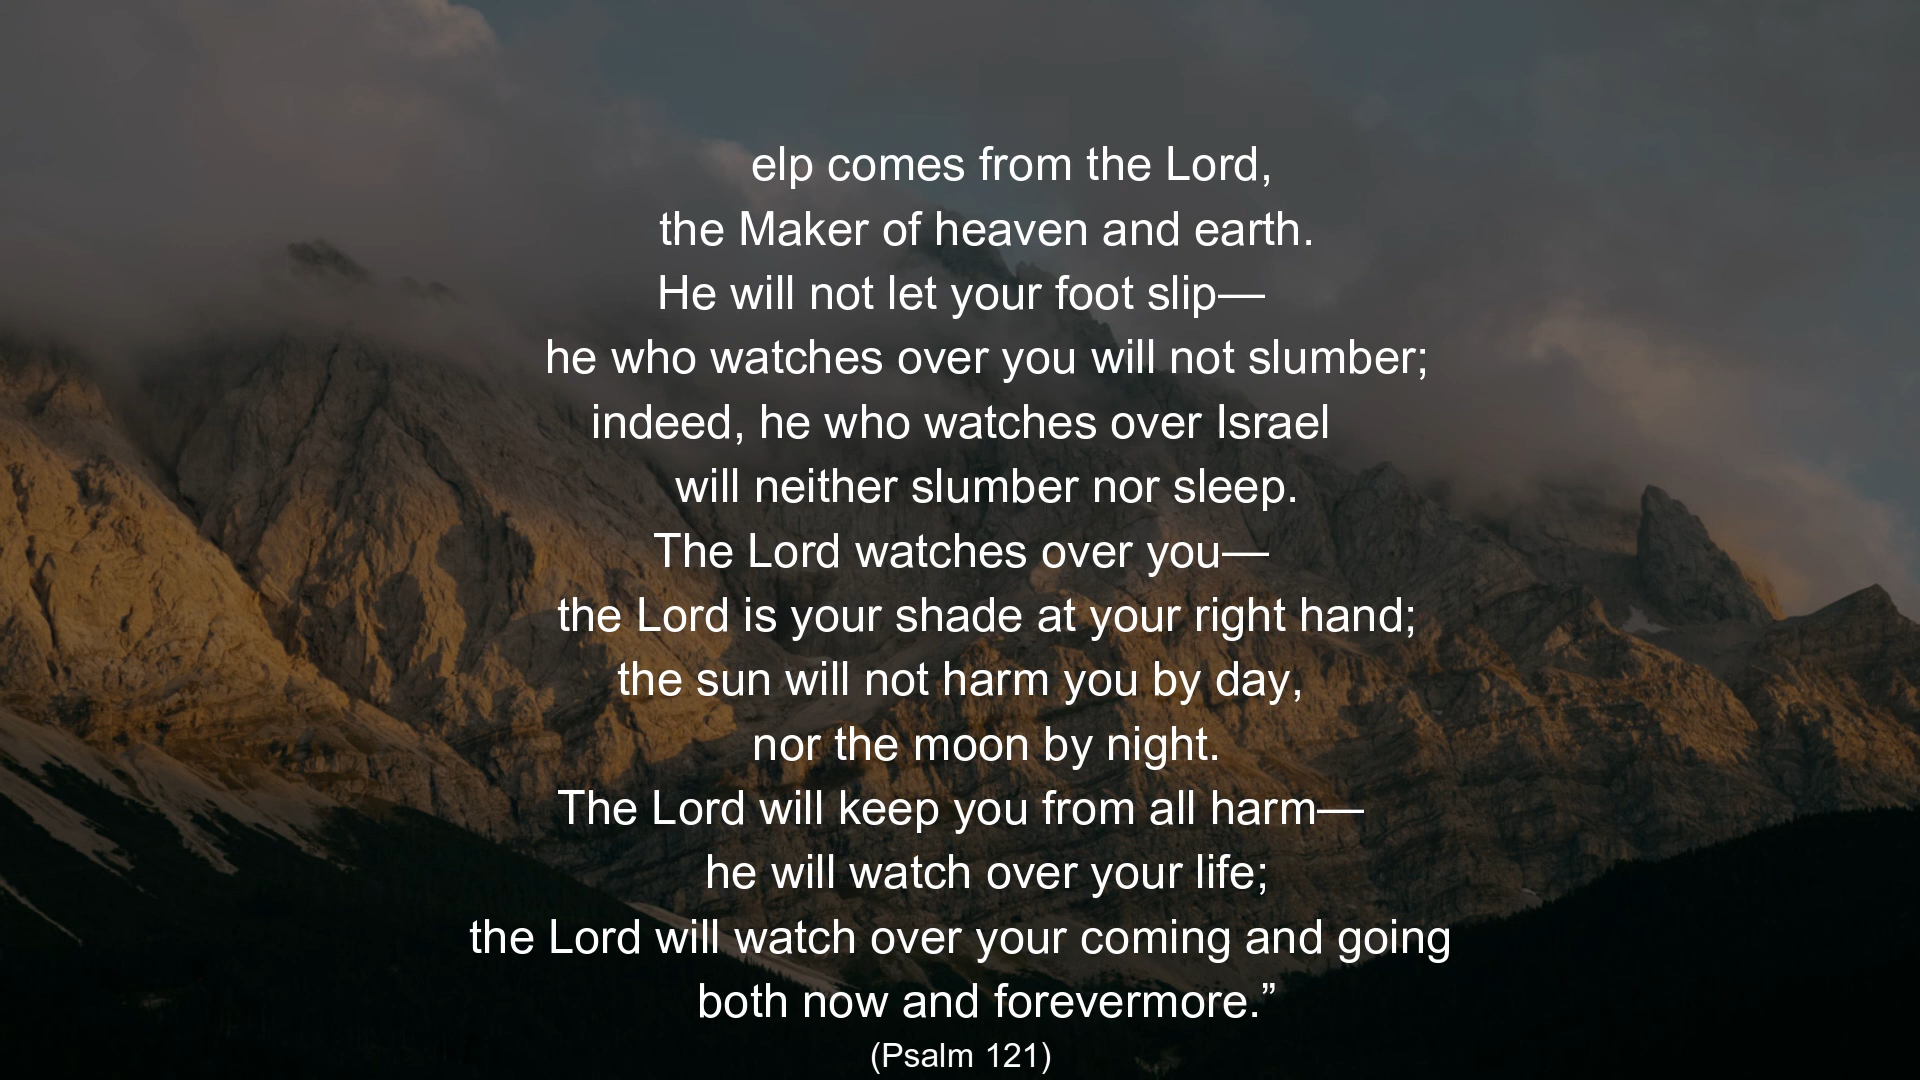 elp comes from the Lord,
the Maker of heaven and earth.
He will not let your foot slip—
he who watches over you will not slumber;
indeed, he who watches over Israel
will neither slumber nor sleep.
The Lord watches over you—
the Lord is your shade at your right hand;
the sun will not harm you by day,
nor the moon by night.
The Lord will keep you from all harm—
he will watch over your life;
the Lord will watch over your coming and going
both now and forevermore.”
(Psalm 121)